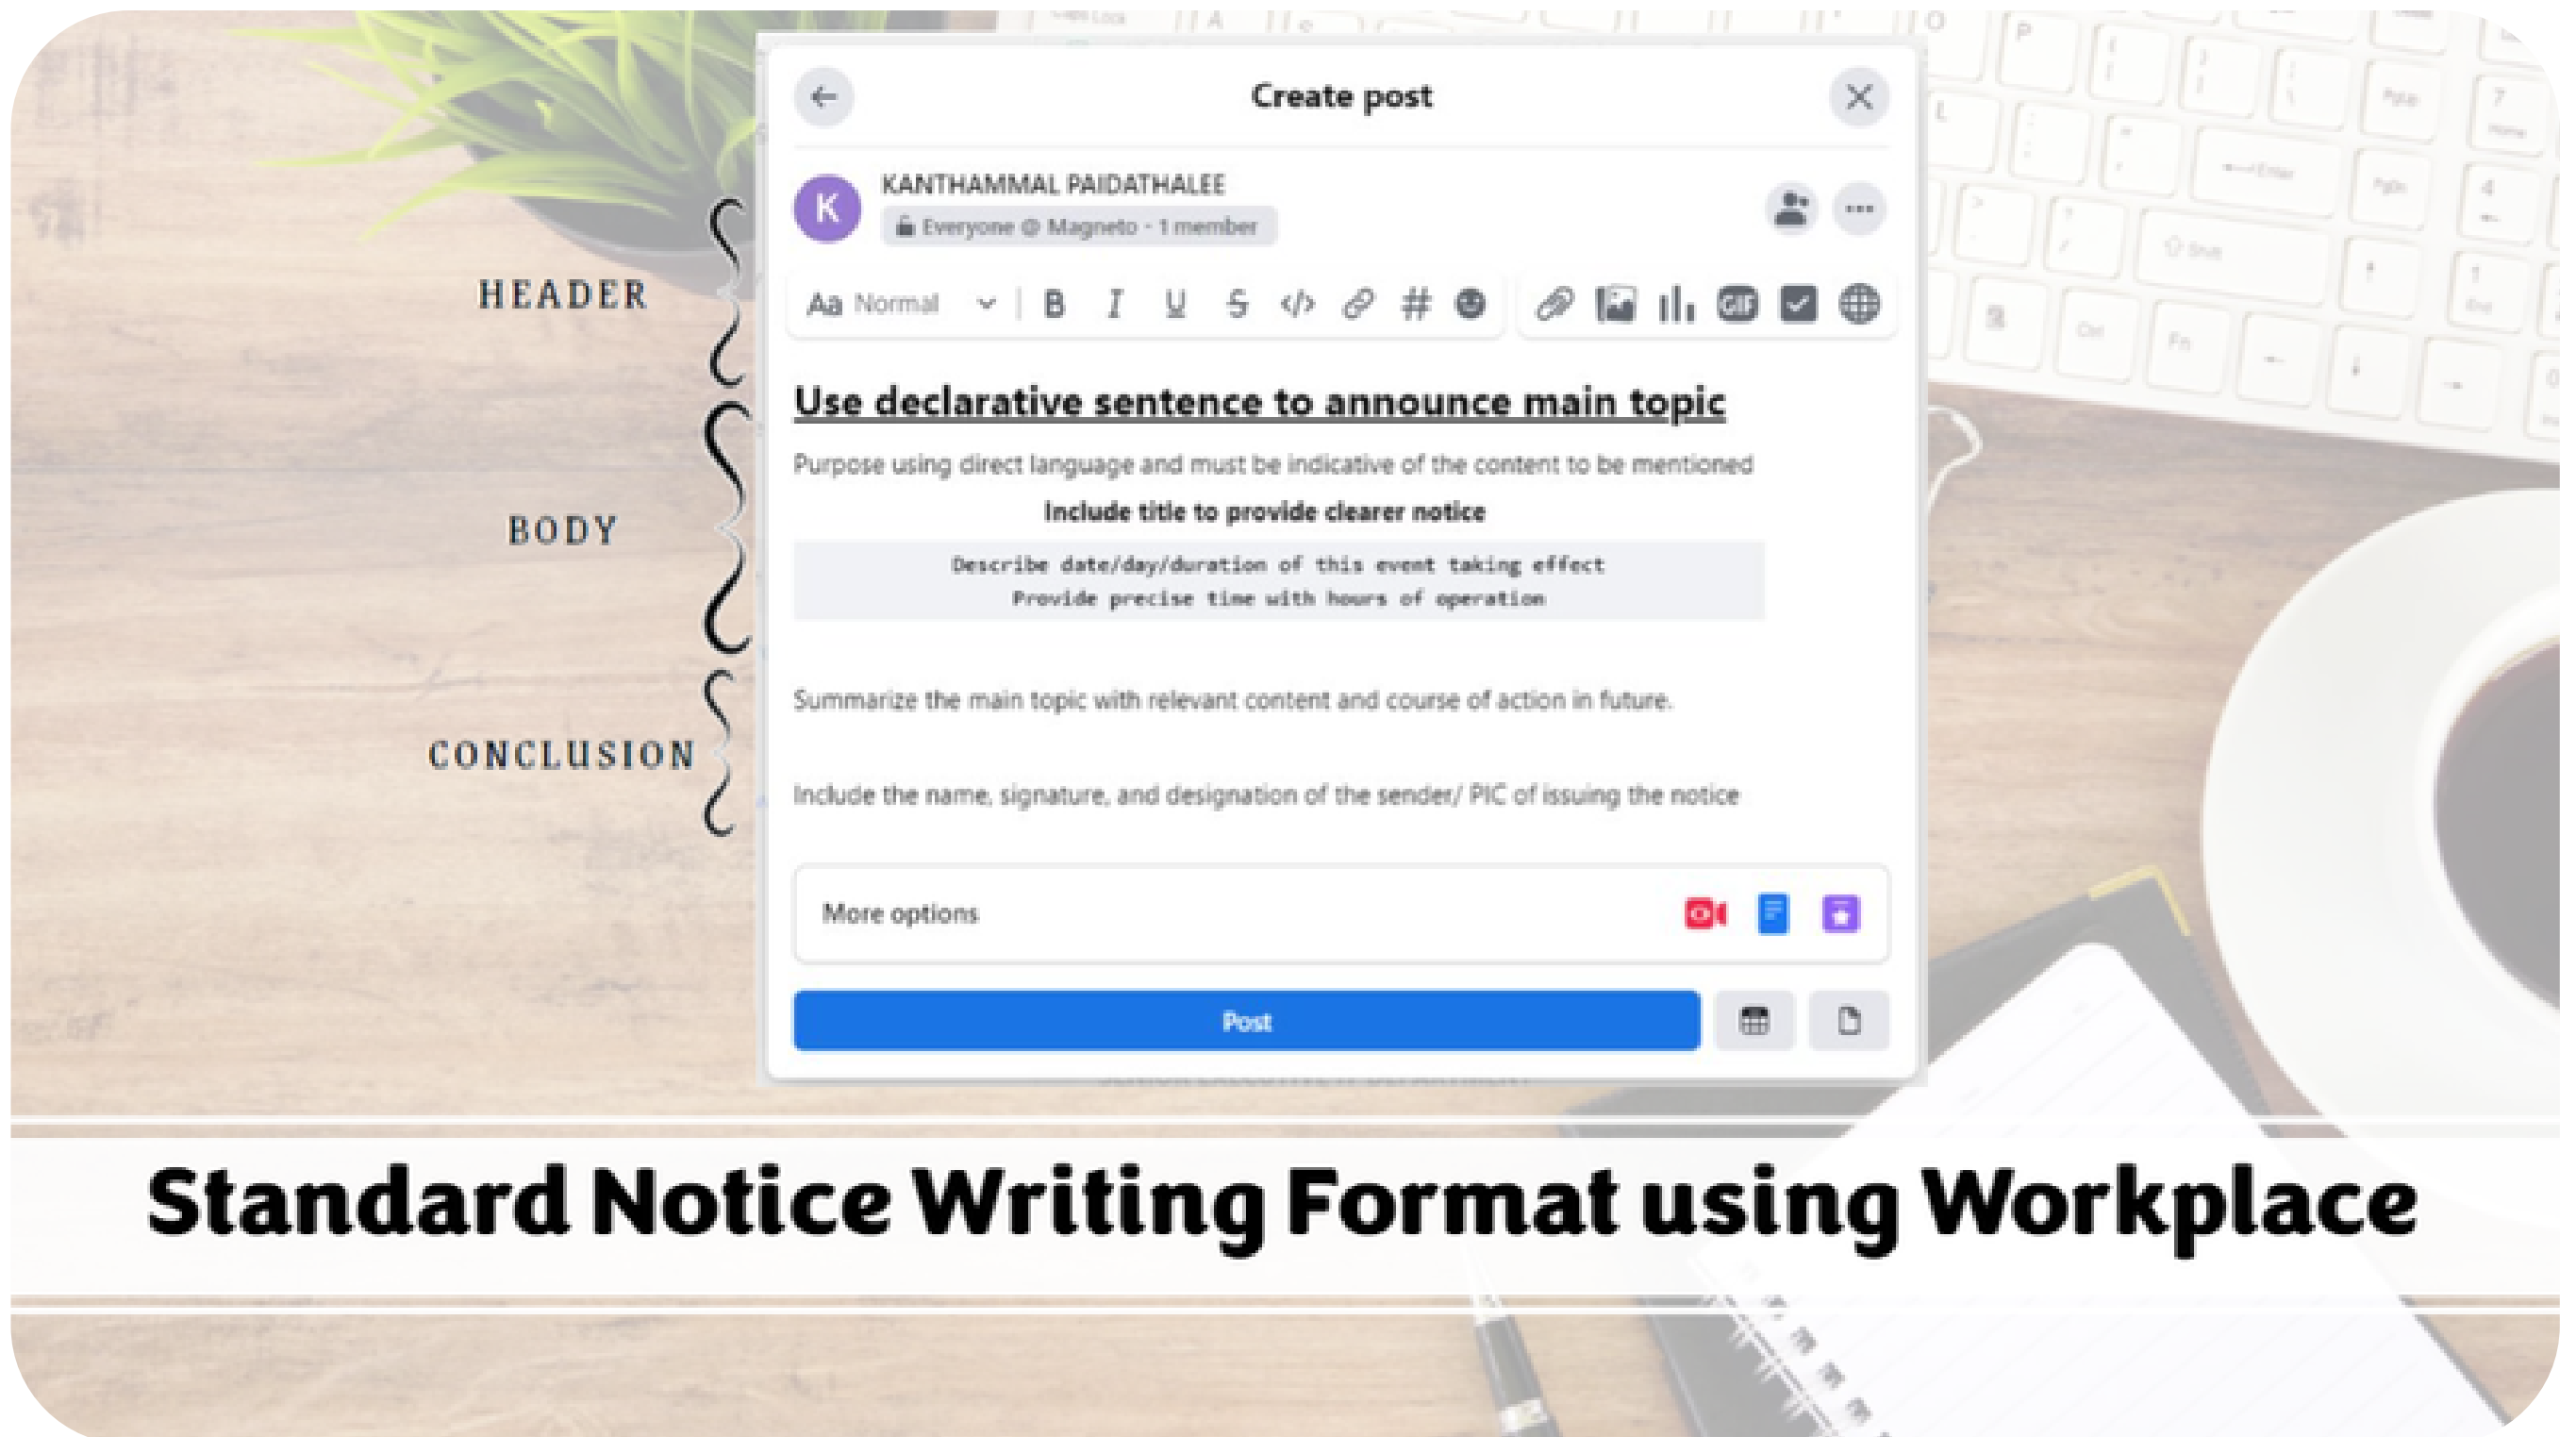 Create post
K
KANTHAMMAL PAIDATHALEE
Everyone @ Magneto - 1 member
HEADER
Aa Normal B I U S </> # GIF
Use declarative sentence to announce main topic
Purpose using direct language and must be indicative of the content to be mentioned
Include title to provide clearer notice
BODY
Describe date/day/duration of this event taking effect
Provide precise time with hours of operation
Summarize the main topic with relevant content and course of action in future.
CONCLUSION
Include the name, signature, and designation of the sender/ PIC of issuing the notice
More options
Post
Standard Notice Writing Format using Workplace